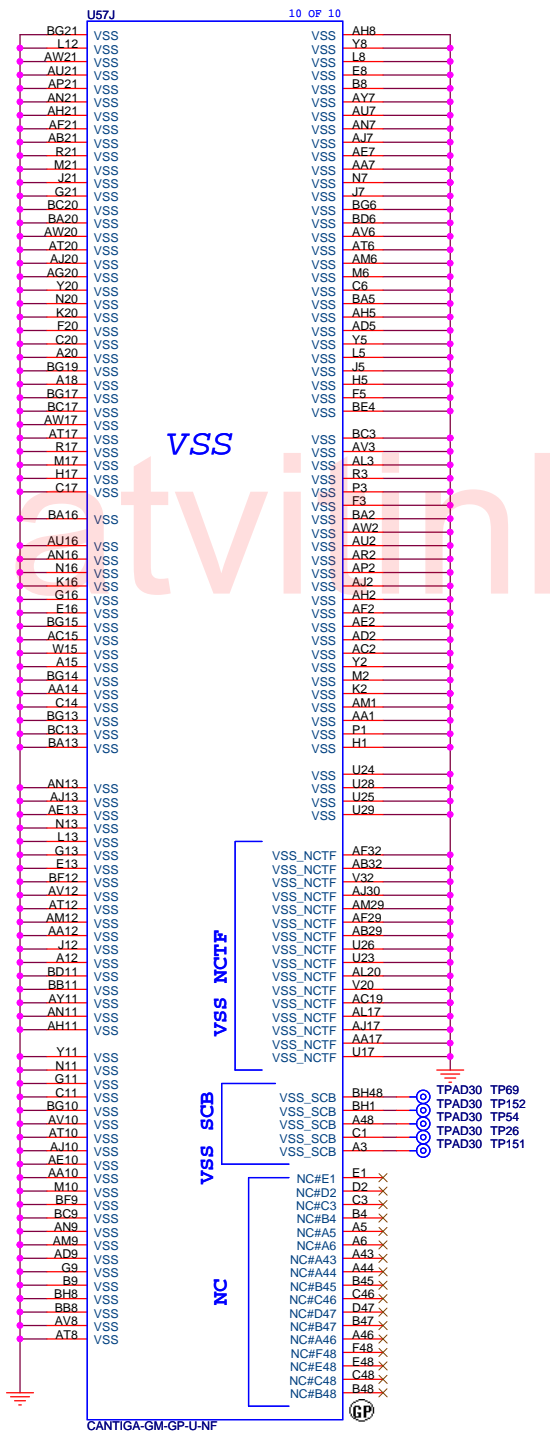 U57J
10 OF 10
BG21 VSS
L12 VSS
AW21 VSS
AU21 VSS
AP21 VSS
AN21 VSS
AH21 VSS
AF21 VSS
AB21 VSS
R21 VSS
M21 VSS
J21 VSS
G21 VSS
BC20 VSS
BA20 VSS
AW20 VSS
AT20 VSS
AJ20 VSS
AG20 VSS
Y20 VSS
N20 VSS
K20 VSS
F20 VSS
C20 VSS
A20 VSS
BG19 VSS
A18 VSS
BG17 VSS
BC17 VSS
AW17 VSS
AT17 VSS
R17 VSS
M17 VSS
H17 VSS
C17 VSS
BA16 VSS
AU16 VSS
AN16 VSS
N16 VSS
K16 VSS
G16 VSS
E16 VSS
BG15 VSS
AC15 VSS
W15 VSS
A15 VSS
BG14 VSS
AA14 VSS
C14 VSS
BG13 VSS
BC13 VSS
BA13 VSS
AN13 VSS
AJ13 VSS
AE13 VSS
N13 VSS
L13 VSS
G13 VSS
E13 VSS
BF12 VSS
AV12 VSS
AT12 VSS
AM12 VSS
AA12 VSS
J12 VSS
A12 VSS
BD11 VSS
BB11 VSS
AY11 VSS
AN11 VSS
AH11 VSS
Y11 VSS
N11 VSS
G11 VSS
C11 VSS
BG10 VSS
AV10 VSS
AT10 VSS
AJ10 VSS
AE10 VSS
AA10 VSS
M10 VSS
BF9 VSS
BC9 VSS
AN9 VSS
AM9 VSS
AD9 VSS
G9 VSS
B9 VSS
BH8 VSS
BB8 VSS
AV8 VSS
AT8 VSS
VSS
VSS AH8
VSS Y8
VSS L8
VSS E8
VSS B8
VSS AY7
VSS AU7
VSS AN7
VSS AJ7
VSS AE7
VSS AA7
VSS N7
VSS J7
VSS BG6
VSS BD6
VSS AV6
VSS AT6
VSS AM6
VSS M6
VSS C6
VSS BA5
VSS AH5
VSS AD5
VSS Y5
VSS L5
VSS J5
VSS H5
VSS F5
VSS BE4
VSS BC3
VSS AV3
VSS AL3
VSS R3
VSS P3
VSS F3
VSS BA2
VSS AW2
VSS AU2
VSS AR2
VSS AP2
VSS AJ2
VSS AH2
VSS AF2
VSS AE2
VSS AD2
VSS AC2
VSS Y2
VSS M2
VSS K2
VSS AM1
VSS AA1
VSS P1
VSS H1
VSS U24
VSS U28
VSS U25
VSS U29
VSS NCTF
VSS_NCTF AF32
VSS_NCTF AB32
VSS_NCTF V32
VSS_NCTF AJ30
VSS_NCTF AM29
VSS_NCTF AF29
VSS_NCTF AB29
VSS_NCTF U26
VSS_NCTF U23
VSS_NCTF AL20
VSS_NCTF V20
VSS_NCTF AC19
VSS_NCTF AL17
VSS_NCTF AJ17
VSS_NCTF AA17
VSS_NCTF U17
VSS SCB
VSS_SCB BH48 TPAD30 TP69
VSS_SCB BH1 TPAD30 TP152
VSS_SCB A48 TPAD30 TP54
VSS_SCB C1 TPAD30 TP26
VSS_SCB A3 TPAD30 TP151
NC
NC#E1 E1
NC#D2 D2
NC#C3 C3
NC#B4 B4
NC#A5 A5
NC#A6 A6
NC#A43 A43
NC#A44 A44
NC#B45 B45
NC#C46 C46
NC#D47 D47
NC#B47 B47
NC#A46 A46
NC#F48 F48
NC#E48 E48
NC#C48 C48
NC#B48 B48
GP
CANTIGA-GM-GP-U-NF